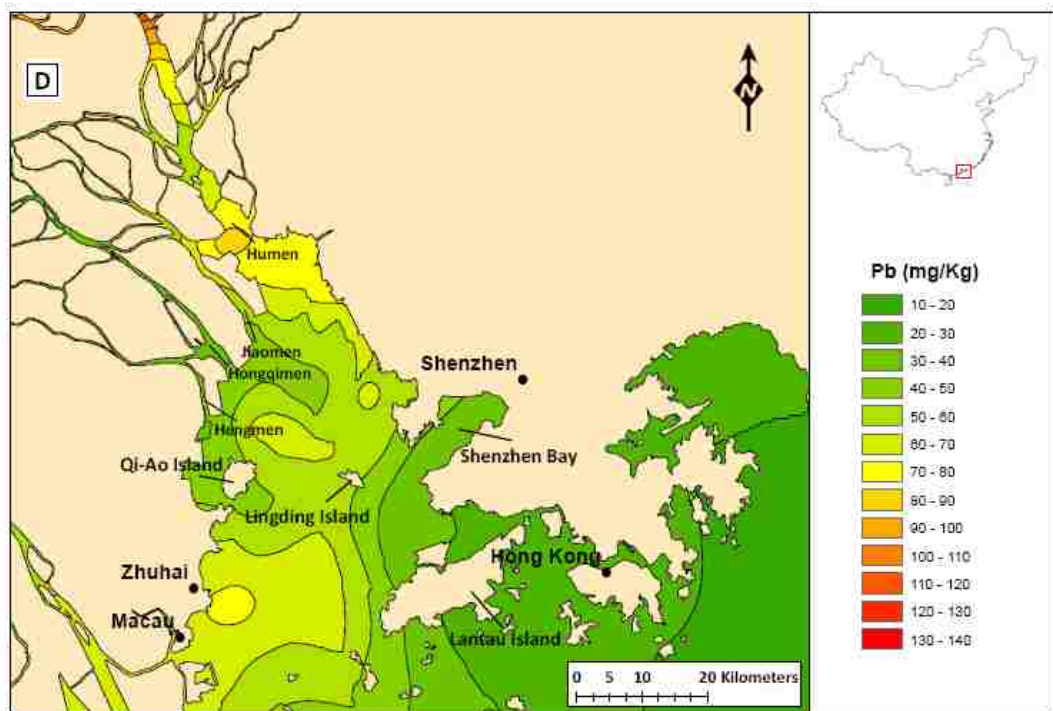 D
N
Humen
Jiaomen
Hongqimen
Shenzhen
Hengmen
Shenzhen Bay
Qi-Ao Island
Lingding Island
Hong Kong
Zhuhai
Macau
Lantau Island
0 5 10 20 Kilometers
Pb (mg/Kg)
10 - 20
20 - 30
30 - 40
40 - 50
50 - 60
60 - 70
70 - 80
80 - 90
90 - 100
100 - 110
110 - 120
120 - 130
130 - 140